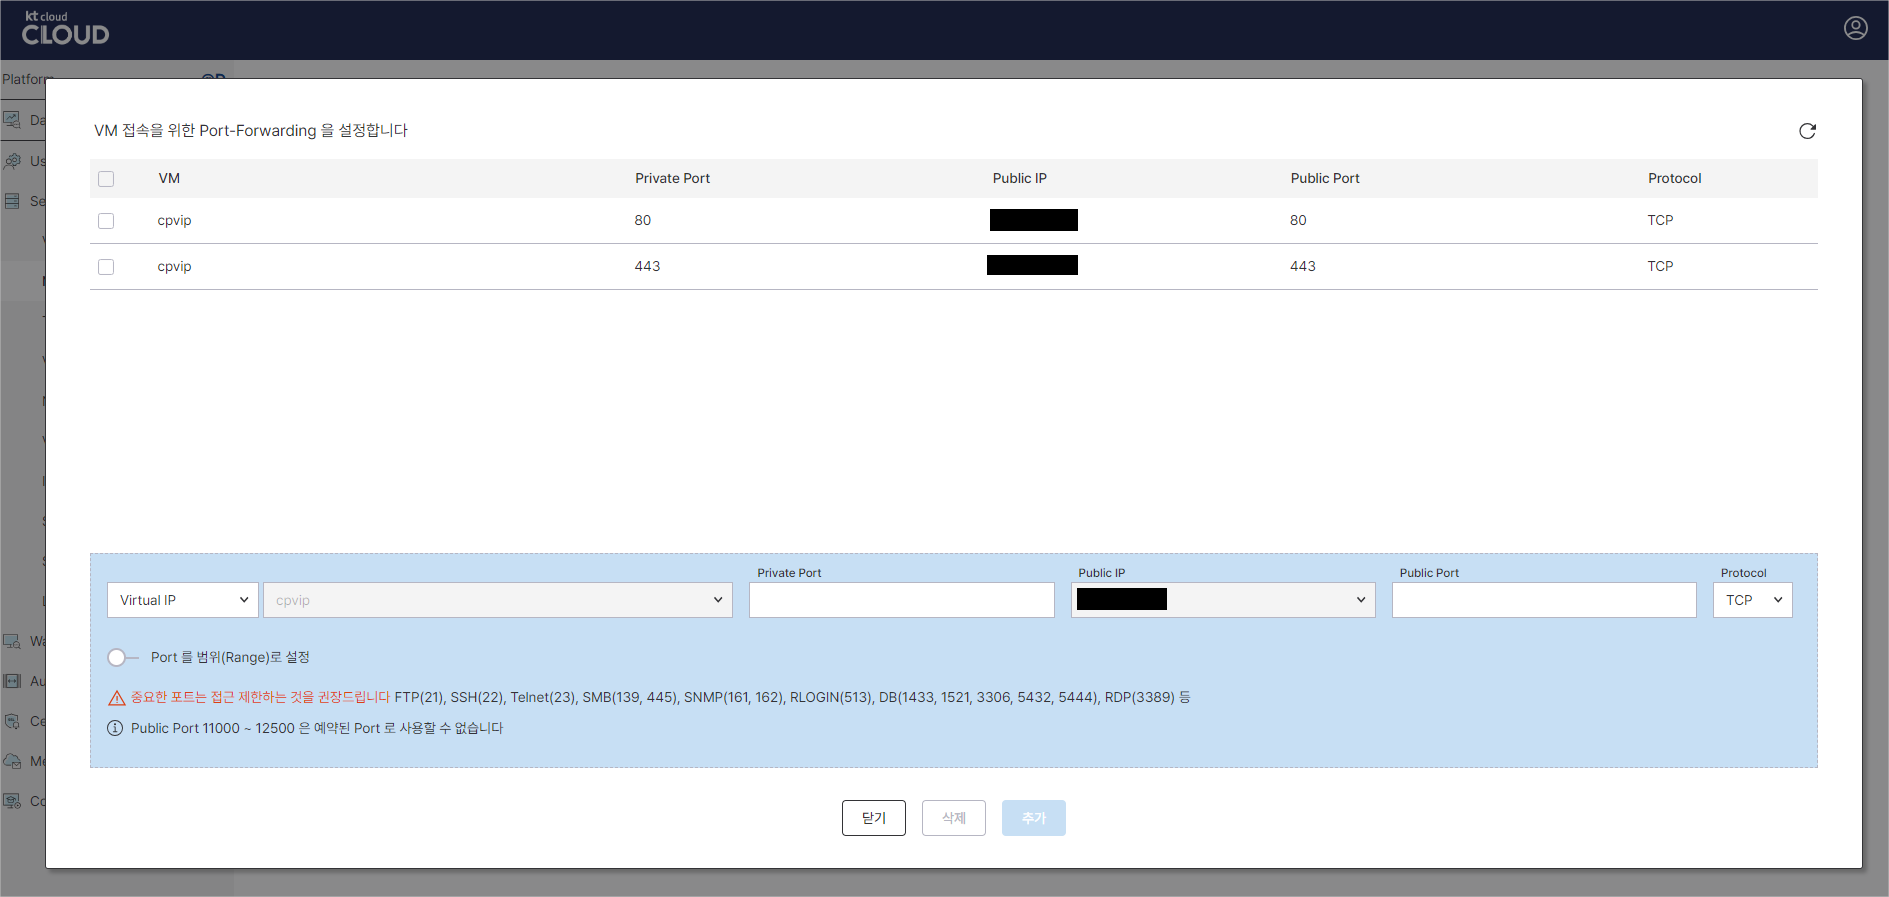 kt cloud
CLOUD
Platform
VM 접속을 위한 Port-Forwarding 을 설정합니다
Da
Us
Se
VM Private Port Public IP Public Port Protocol
cpvip 80 80 TCP
cpvip 443 443 TCP
Private Port Public IP Public Port Protocol
Virtual IP cpvip TCP
Port 를 범위(Range)로 설정
Wa
Au
중요한 포트는 접근 제한하는 것을 권장드립니다 FTP(21), SSH(22), Telnet(23), SMB(139, 445), SNMP(161, 162), RLOGIN(513), DB(1433, 1521, 3306, 5432, 5444), RDP(3389) 등
Ce
Public Port 11000 ~ 12500 은 예약된 Port 로 사용할 수 없습니다
Me
Co
닫기 삭제 추가